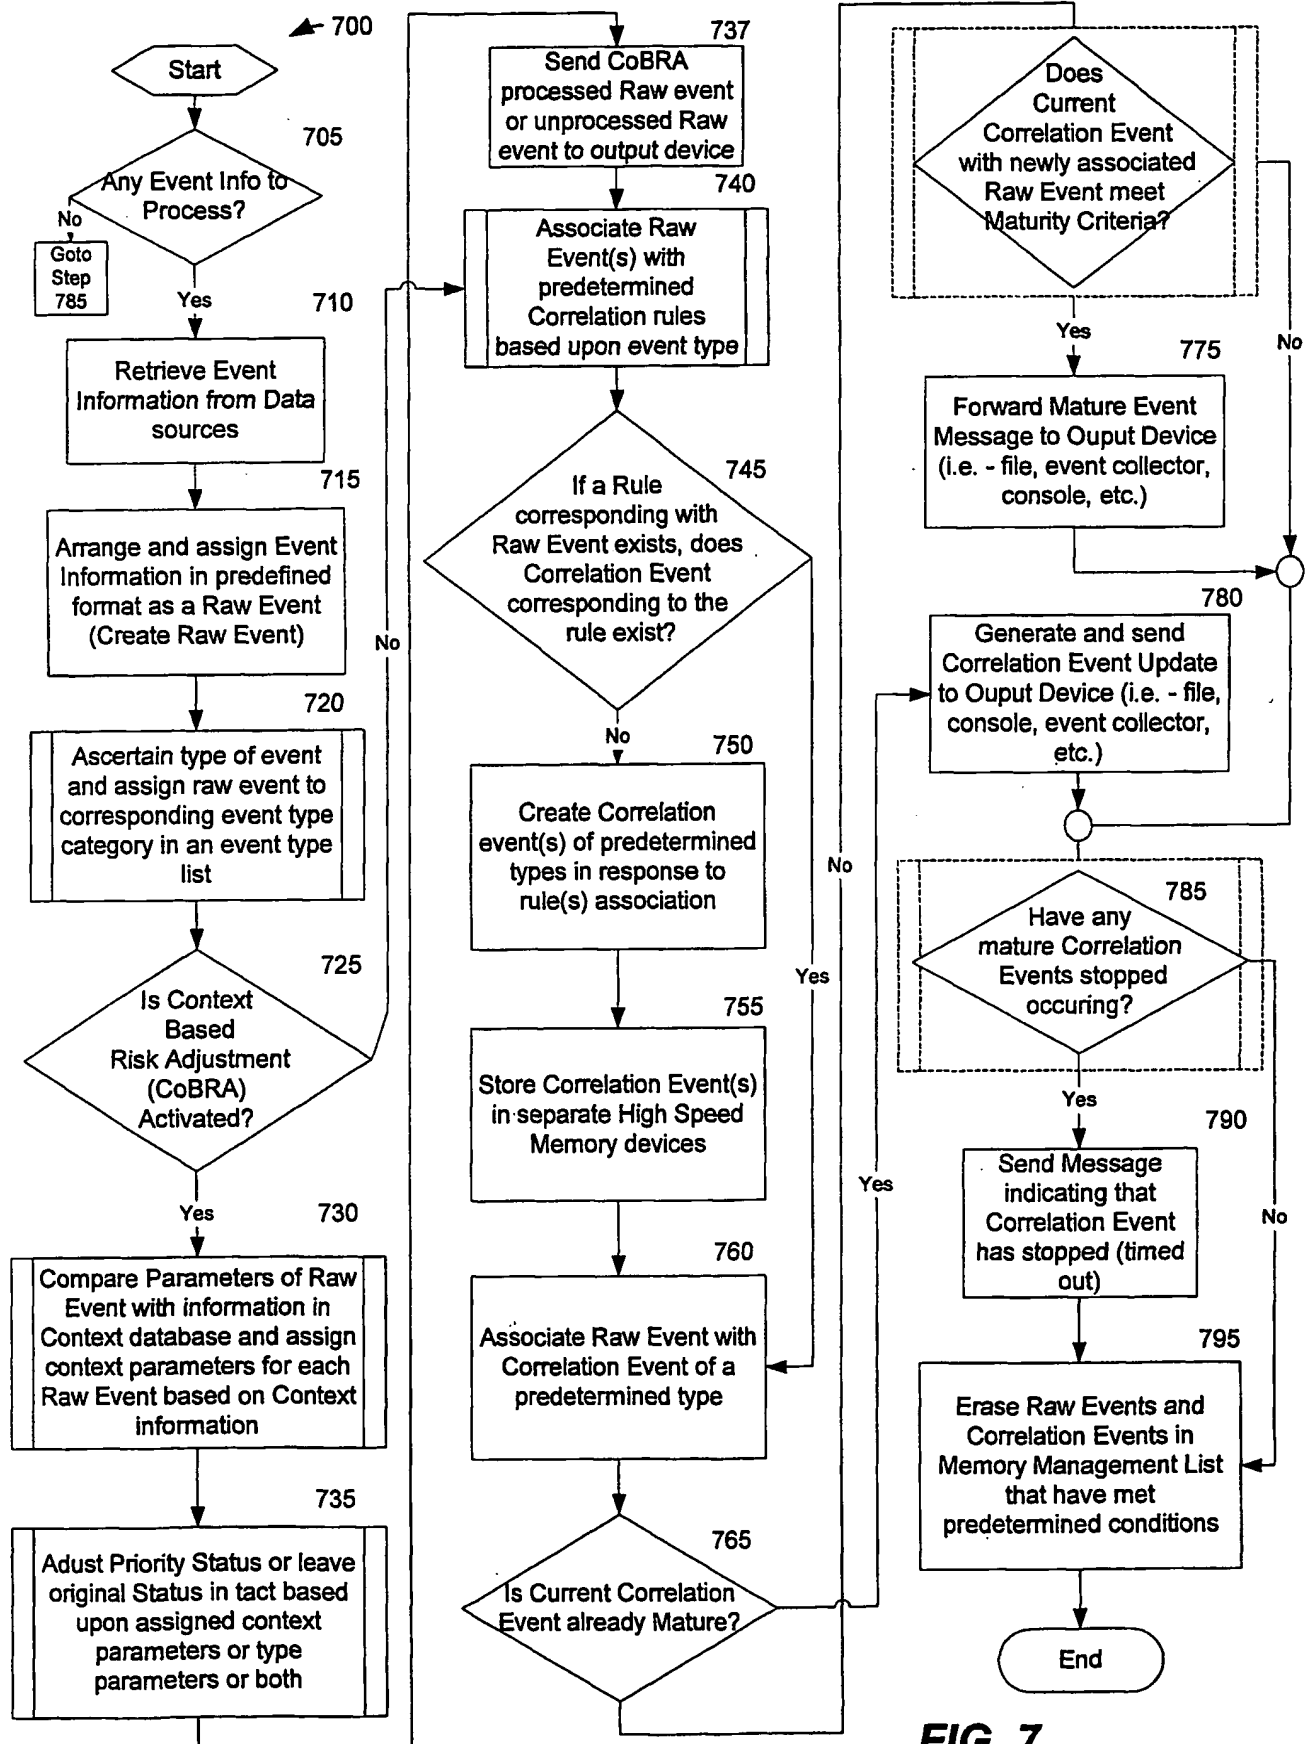 700
Start
705
Any Event Info to
Process?
No
Goto
Step
785
Yes
710
Retrieve Event
Information from Data
sources
715
Arrange and assign Event
Information in predefined
format as a Raw Event
(Create Raw Event)
720
Ascertain type of event
and assign raw event to
corresponding event type
category in an event type
list
725
Is Context
Based
Risk Adjustment
(CoBRA)
Activated?
No
Yes
730
Compare Parameters of Raw
Event with information in
Context database and assign
context parameters for each
Raw Event based on Context
information
735
Adust Priority Status or leave
original Status in tact based
upon assigned context
parameters or type
parameters or both
737
Send CoBRA
processed Raw event
or unprocessed Raw
event to output device
740
Associate Raw
Event(s) with
predetermined
Correlation rules
based upon event type
745
If a Rule
corresponding with
Raw Event exists, does
Correlation Event
corresponding to the
rule exist?
No
Yes
750
Create Correlation
event(s) of predetermined
types in response to
rule(s) association
755
Store Correlation Event(s)
in separate High Speed
Memory devices
760
Associate Raw Event with
Correlation Event of a
predetermined type
765
Is Current Correlation
Event already Mature?
No
Yes
Does
Current
Correlation Event
with newly associated
Raw Event meet
Maturity Criteria?
Yes
No
775
Forward Mature Event
Message to Ouput Device
(i.e. - file, event collector,
console, etc.)
780
Generate and send
Correlation Event Update
to Ouput Device (i.e. - file,
console, event collector,
etc.)
785
Have any
mature Correlation
Events stopped
occuring?
Yes
No
790
Send Message
indicating that
Correlation Event
has stopped (timed
out)
795
Erase Raw Events and
Correlation Events in
Memory Management List
that have met
predetermined conditions
End
FIG. 7